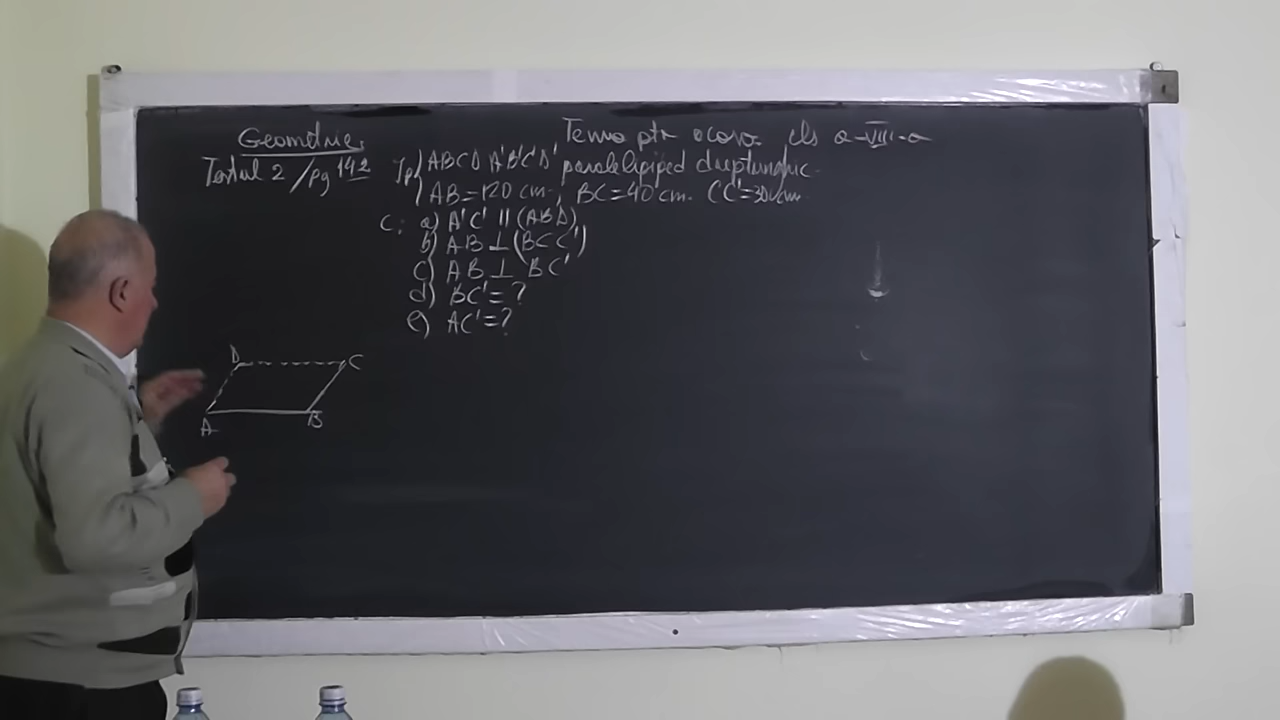 Geometrie
Tema ptr acasa cls a-VIII-a
Testul 2 /pg 142
Ip) ABCD A'B'C'D' paralelipiped dreptunghic.
AB=120 cm, BC=40 cm. CC'=30 cm.
C: a) A'C' || (ABD)
b) AB ⊥ (BCC')
c) AB ⊥ BC'
d) BC'=?
e) AC'=?
D C
A B